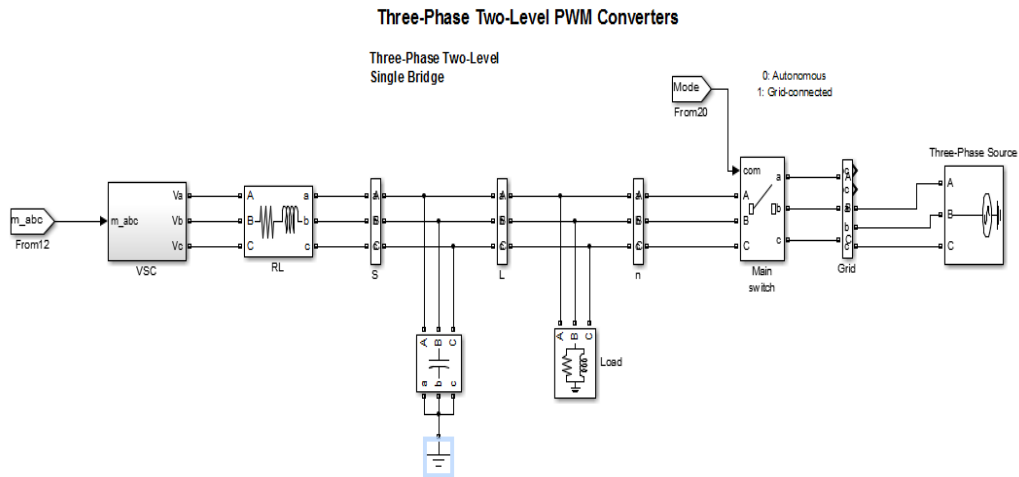 Three-Phase Two-Level PWM Converters
Three-Phase Two-Level
Single Bridge
0: Autonomous
1: Grid-connected
Mode
From20
Three-Phase Source
m_abc
From12
m_abc
Va
Vb
Vc
VSC
A
B
C
a
b
c
RL
A
B
C
S
A
B
C
L
A
B
C
n
com
A
B
C
a
b
c
Main
switch
Grid
A
B
C
A
B
C
a
b
c
A
B
C
Load